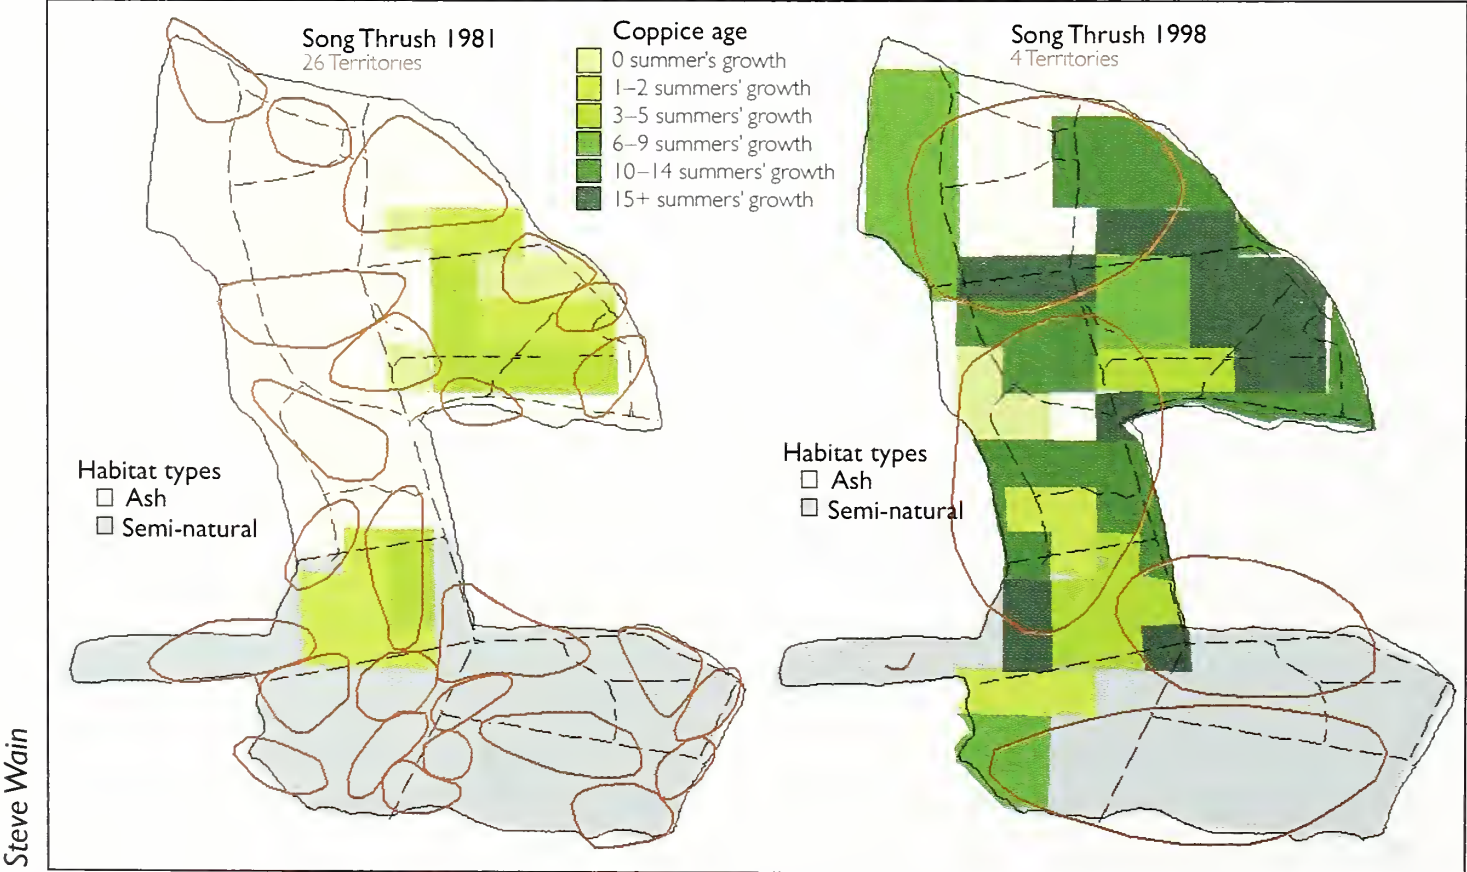 Song Thrush 1981
26 Territories
Coppice age
0 summer's growth
1–2 summers' growth
3–5 summers' growth
6–9 summers' growth
10–14 summers' growth
15+ summers' growth
Song Thrush 1998
4 Territories
Habitat types
Ash
Semi-natural
Habitat types
Ash
Semi-natural
Steve Wain